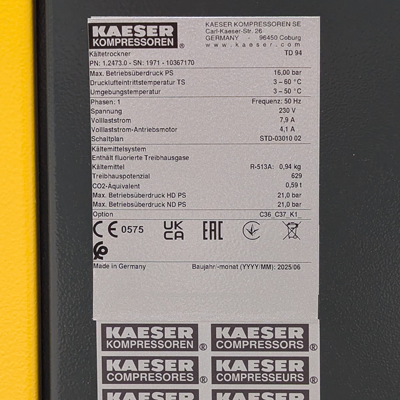 KAESER
KOMPRESSOREN ®
KAESER KOMPRESSOREN SE
Carl-Kaeser-Str. 26
GERMANY - 96450 Coburg
www.kaeser.com
Kältetrockner TD 94
PN: 1.2473.0 - SN: 1971 - 10367170
Max. Betriebsüberdruck PS 16,00 bar
Drucklufteintrittstemperatur TS 3 – 60 °C
Umgebungstemperatur 3 – 50 °C
Phasen: 1 Frequenz: 50 Hz
Spannung 230 V
Volllaststrom 7,9 A
Volllaststrom-Antriebsmotor 4,1 A
Schaltplan STD-03010 02
Kältemittelsystem
Enthält fluorierte Treibhausgase
Kältemittel R-513A: 0,94 kg
Treibhauspotenzial 629
CO2-Äquivalent 0,59 t
Max. Betriebsüberdruck HD PS 21,0 bar
Max. Betriebsüberdruck ND PS 21,0 bar
Option C36_C37_K1_
CE 0575 UK CA EAC
Made in Germany Baujahr-monat (YYYY/MM): 2025/06
KAESER KAESER
KOMPRESSOREN ® COMPRESSORS ®
KAESER KAESER
COMPRESORES ® COMPRESSEURS ®
KAESER KAESER